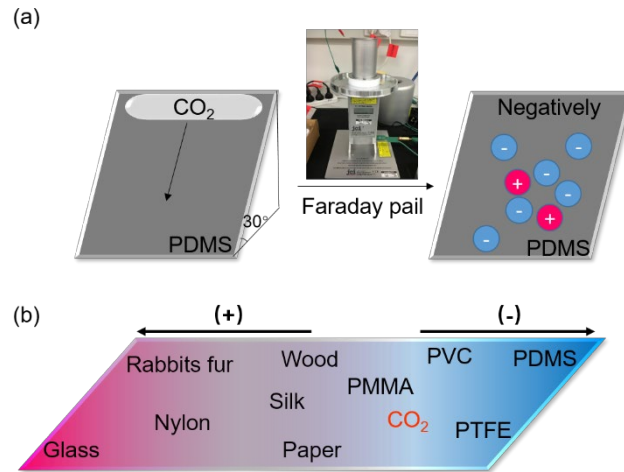 (a)
CO2
30°
PDMS
Faraday pail
Negatively
- - - + - - + -
PDMS
(b)
(+) (-)
Rabbits fur Wood PVC PDMS
Silk PMMA
Nylon CO2 PTFE
Glass Paper